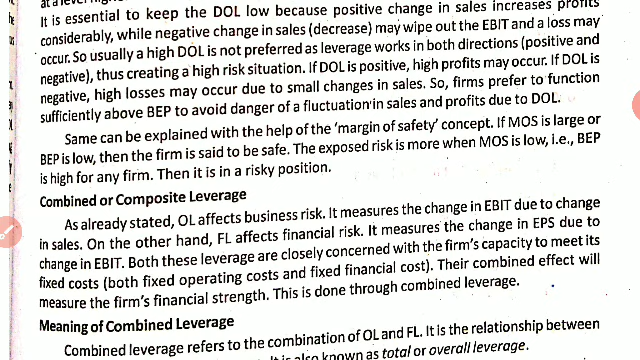 at a level
It is essential to keep the DOL low because positive change in sales increases profits
considerably, while negative change in sales (decrease) may wipe out the EBIT and a loss may
occur. So usually a high DOL is not preferred as leverage works in both directions (positive and
negative), thus creating a high risk situation. If DOL is positive, high profits may occur. If DOL is
negative, high losses may occur due to small changes in sales. So, firms prefer to function
sufficiently above BEP to avoid danger of a fluctuation in sales and profits due to DOL.
Same can be explained with the help of the 'margin of safety' concept. If MOS is large or
BEP is low, then the firm is said to be safe. The exposed risk is more when MOS is low, i.e., BEP
is high for any firm. Then it is in a risky position.
Combined or Composite Leverage
As already stated, OL affects business risk. It measures the change in EBIT due to change
in sales. On the other hand, FL affects financial risk. It measures the change in EPS due to
change in EBIT. Both these leverage are closely concerned with the firm's capacity to meet its
fixed costs (both fixed operating costs and fixed financial cost). Their combined effect will
measure the firm's financial strength. This is done through combined leverage.
Meaning of Combined Leverage
Combined leverage refers to the combination of OL and FL. It is the relationship between
It is also known as total or overall leverage.